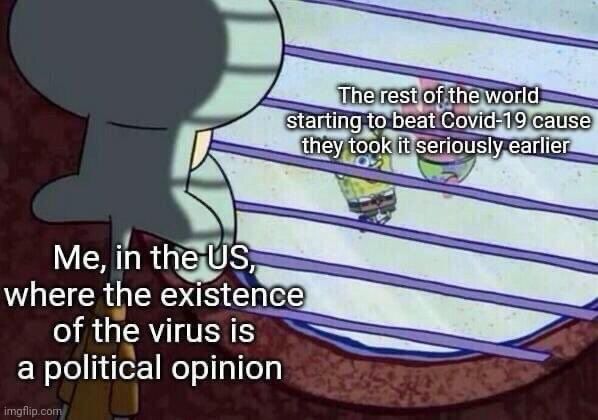 The rest of the world
starting to beat Covid-19 cause
they took it seriously earlier
Me, in the US,
where the existence
of the virus is
a political opinion
imgflip.com